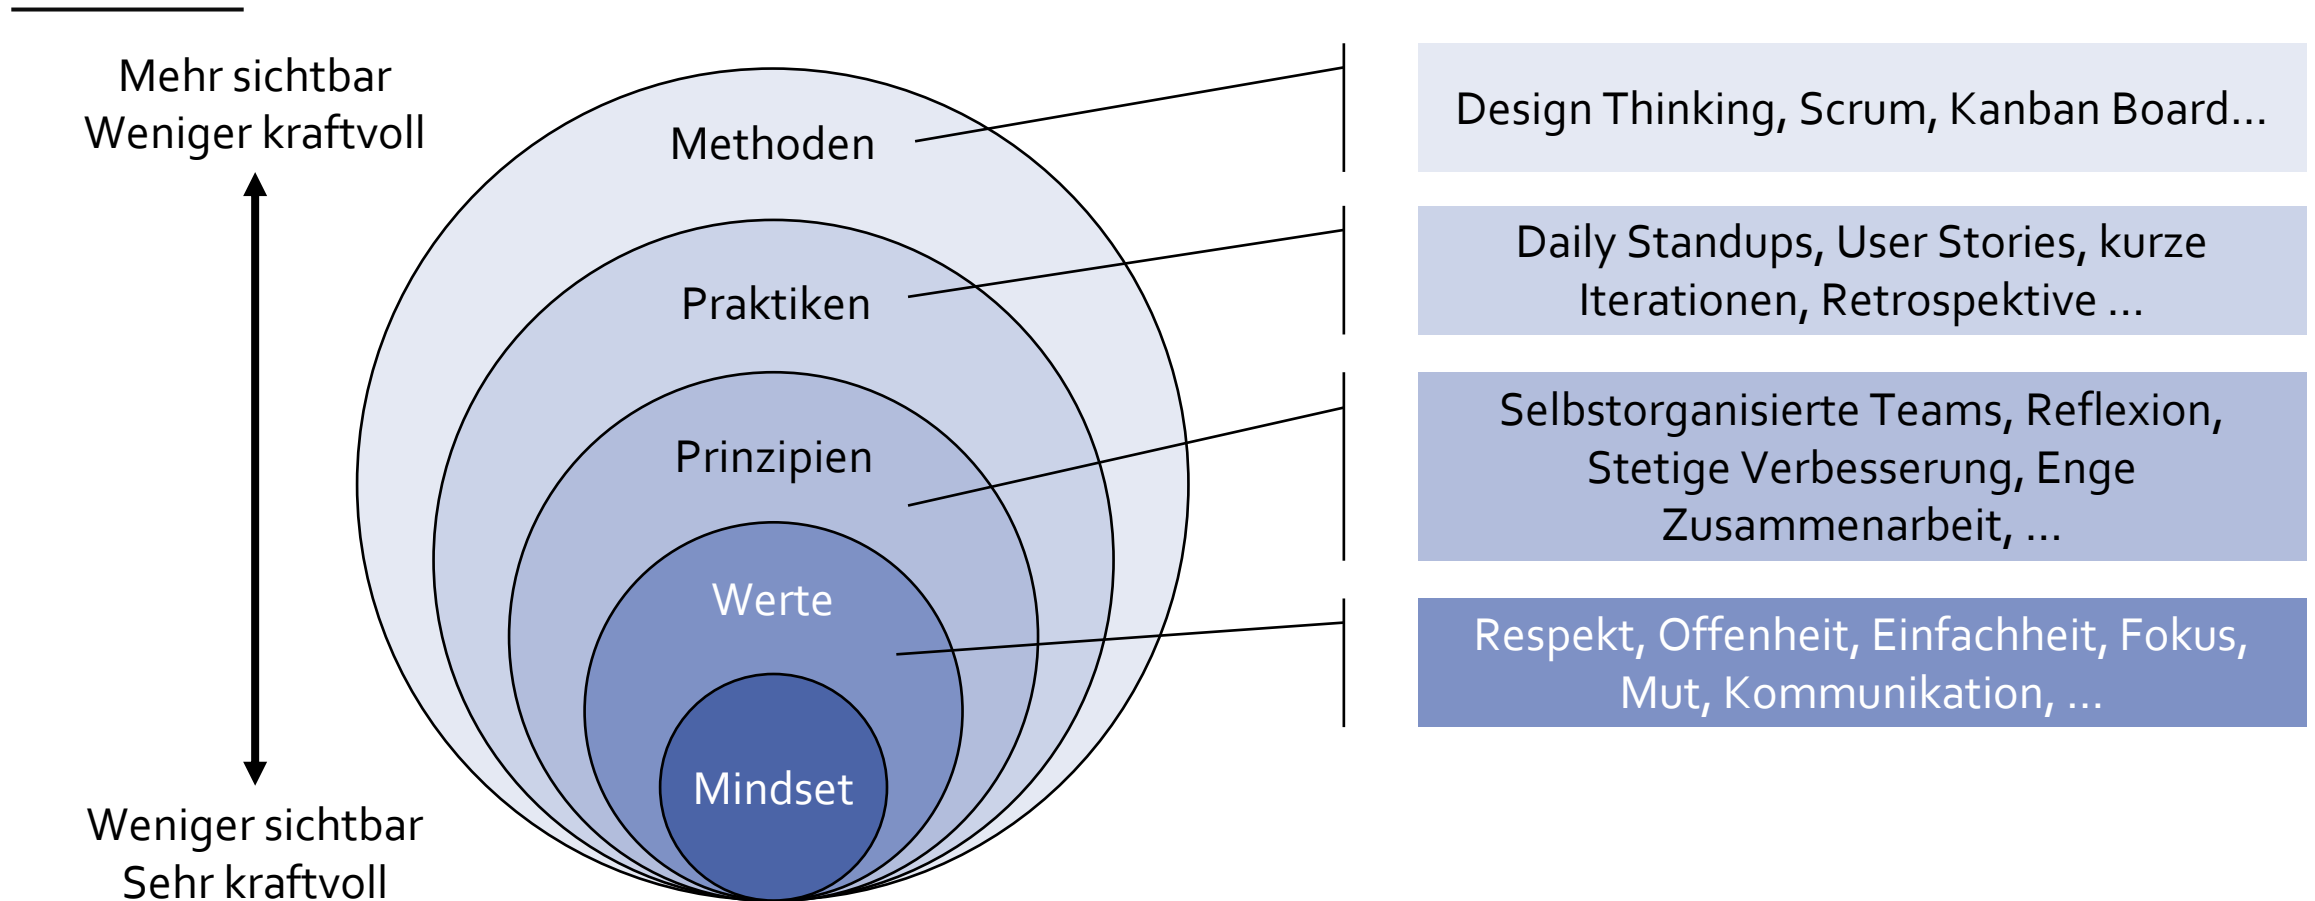 Mehr sichtbar
Weniger kraftvoll
Methoden
Design Thinking, Scrum, Kanban Board...
Praktiken
Daily Standups, User Stories, kurze
Iterationen, Retrospektive ...
Prinzipien
Selbstorganisierte Teams, Reflexion,
Stetige Verbesserung, Enge
Zusammenarbeit, ...
Werte
Respekt, Offenheit, Einfachheit, Fokus,
Mut, Kommunikation, ...
Mindset
Weniger sichtbar
Sehr kraftvoll